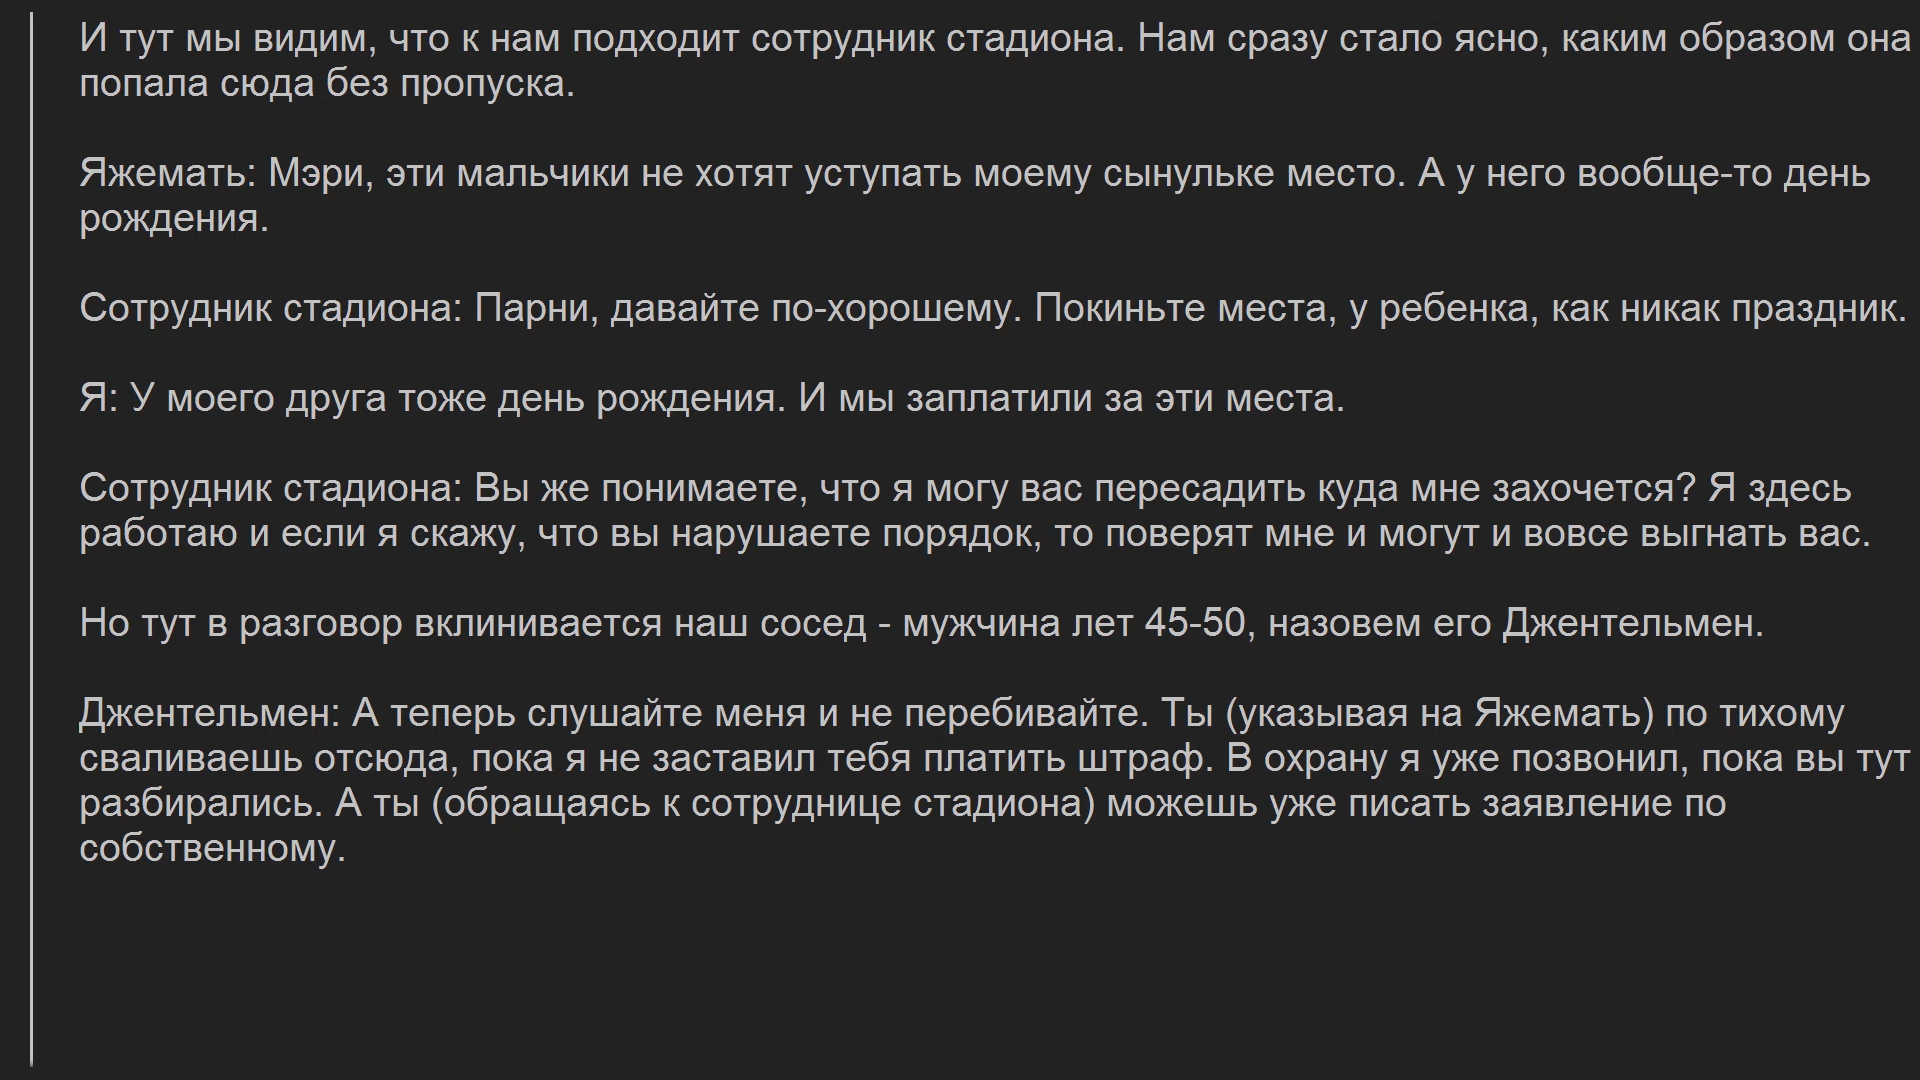 И тут мы видим, что к нам подходит сотрудник стадиона. Нам сразу стало ясно, каким образом она
попала сюда без пропуска.
Яжемать: Мэри, эти мальчики не хотят уступать моему сынульке место. А у него вообще-то день
рождения.
Сотрудник стадиона: Парни, давайте по-хорошему. Покиньте места, у ребенка, как никак праздник.
Я: У моего друга тоже день рождения. И мы заплатили за эти места.
Сотрудник стадиона: Вы же понимаете, что я могу вас пересадить куда мне захочется? Я здесь
работаю и если я скажу, что вы нарушаете порядок, то поверят мне и могут и вовсе выгнать вас.
Но тут в разговор вклинивается наш сосед - мужчина лет 45-50, назовем его Джентельмен.
Джентельмен: А теперь слушайте меня и не перебивайте. Ты (указывая на Яжемать) по тихому
сваливаешь отсюда, пока я не заставил тебя платить штраф. В охрану я уже позвонил, пока вы тут
разбирались. А ты (обращаясь к сотруднице стадиона) можешь уже писать заявление по
собственному.